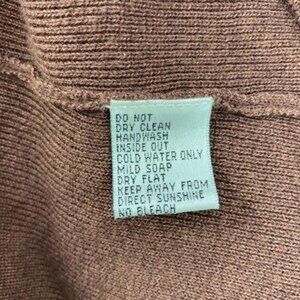 DO NOT
DRY CLEAN
HANDWASH
INSIDE OUT
COLD WATER ONLY
MILD SOAP
DRY FLAT
KEEP AWAY FROM
DIRECT SUNSHINE
NO BLEACH